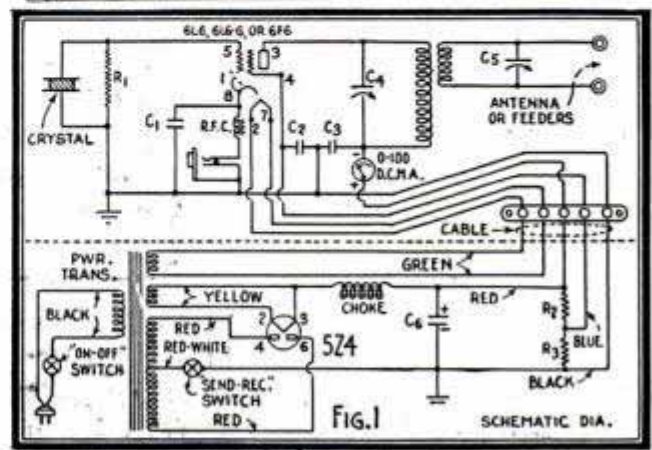 6L6, 6L6-G, OR 6F6
5
3
1
4
8
7
2
R1
C1
R.F.C.
C2
C3
C4
C5
CRYSTAL
ANTENNA
OR FEEDERS
-
0-100
D.C.M.A.
+
CABLE
PWR.
TRANS.
GREEN
YELLOW
BLACK
RED
RED-WHITE
2
3
4
6
5Z4
CHOKE
C6
+
-
RED
R2
R3
BLUE
BLACK
"ON-OFF"
SWITCH
"SEND-REC."
SWITCH
RED
FIG.1
SCHEMATIC DIA.